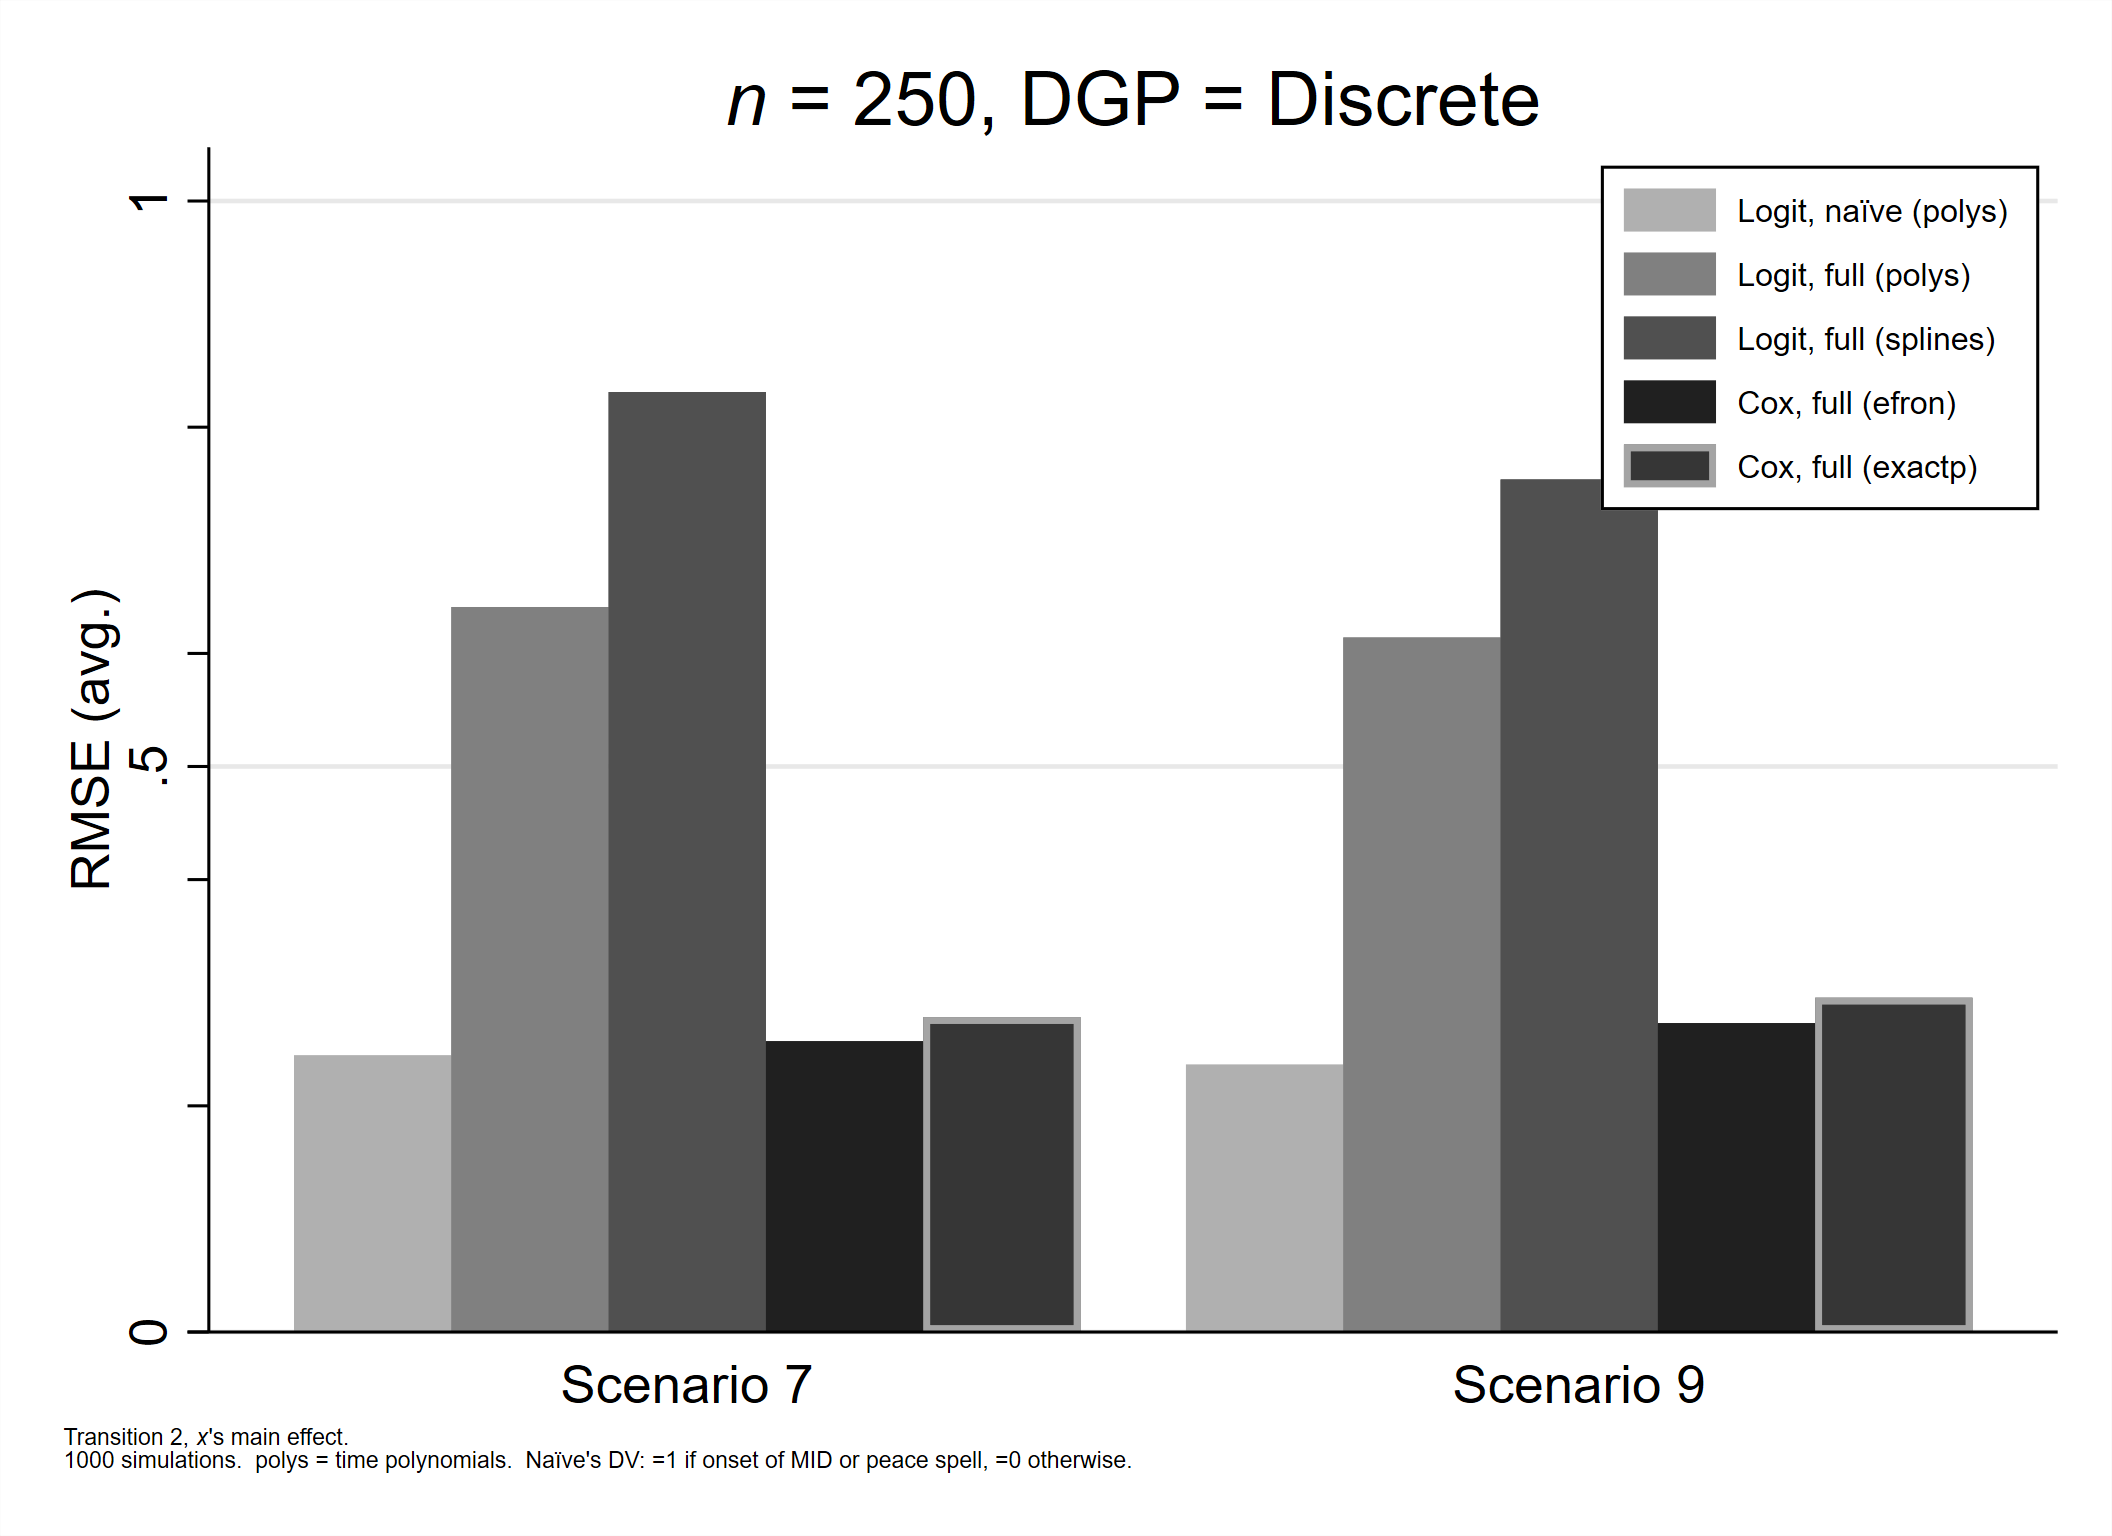 n = 250, DGP = Discrete
RMSE (avg.)
1
.5
0
Logit, naïve (polys)
Logit, full (polys)
Logit, full (splines)
Cox, full (efron)
Cox, full (exactp)
Scenario 7
Scenario 9
Transition 2, x's main effect.
1000 simulations.  polys = time polynomials.  Naïve's DV: =1 if onset of MID or peace spell, =0 otherwise.